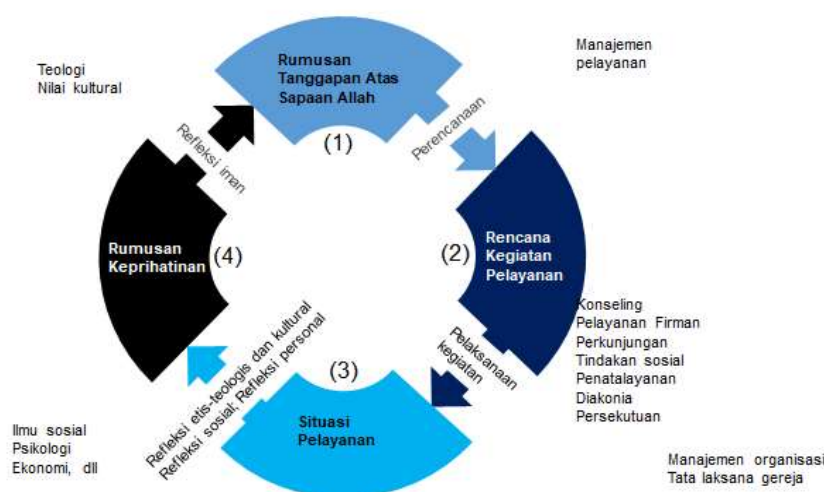 Rumusan
Tanggapan Atas
Sapaan Allah
(1)
Manajemen
pelayanan
Teologi
Nilai kultural
Refleksi iman
Perencanaan
Rumusan
Keprihatinan
(4)
(2)
Rencana
Kegiatan
Pelayanan
Konseling
Pelayanan Firman
Perkunjungan
Tindakan sosial
Penatalayanan
Diakonia
Persekutuan
Pelaksanaan
kegiatan
(3)
Situasi
Pelayanan
Refleksi etis-teologis dan kultural
Refleksi sosial; Refleksi personal
Ilmu sosial
Psikologi
Ekonomi, dll
Manajemen organisasi
Tata laksana gereja